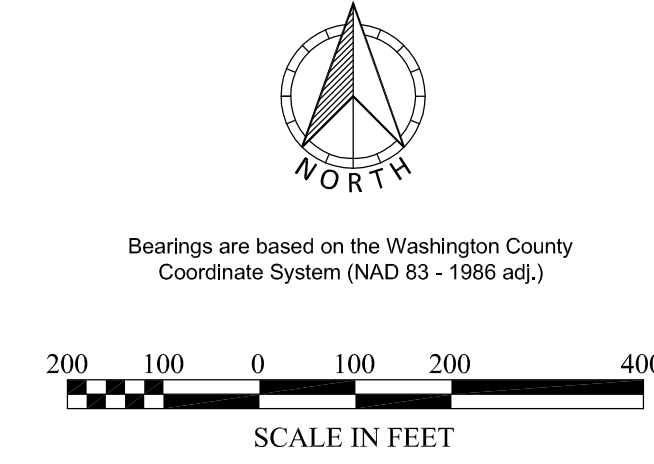 NORTH
Bearings are based on the Washington County
Coordinate System (NAD 83 - 1986 adj.)
200 100 0 100 200 400
SCALE IN FEET